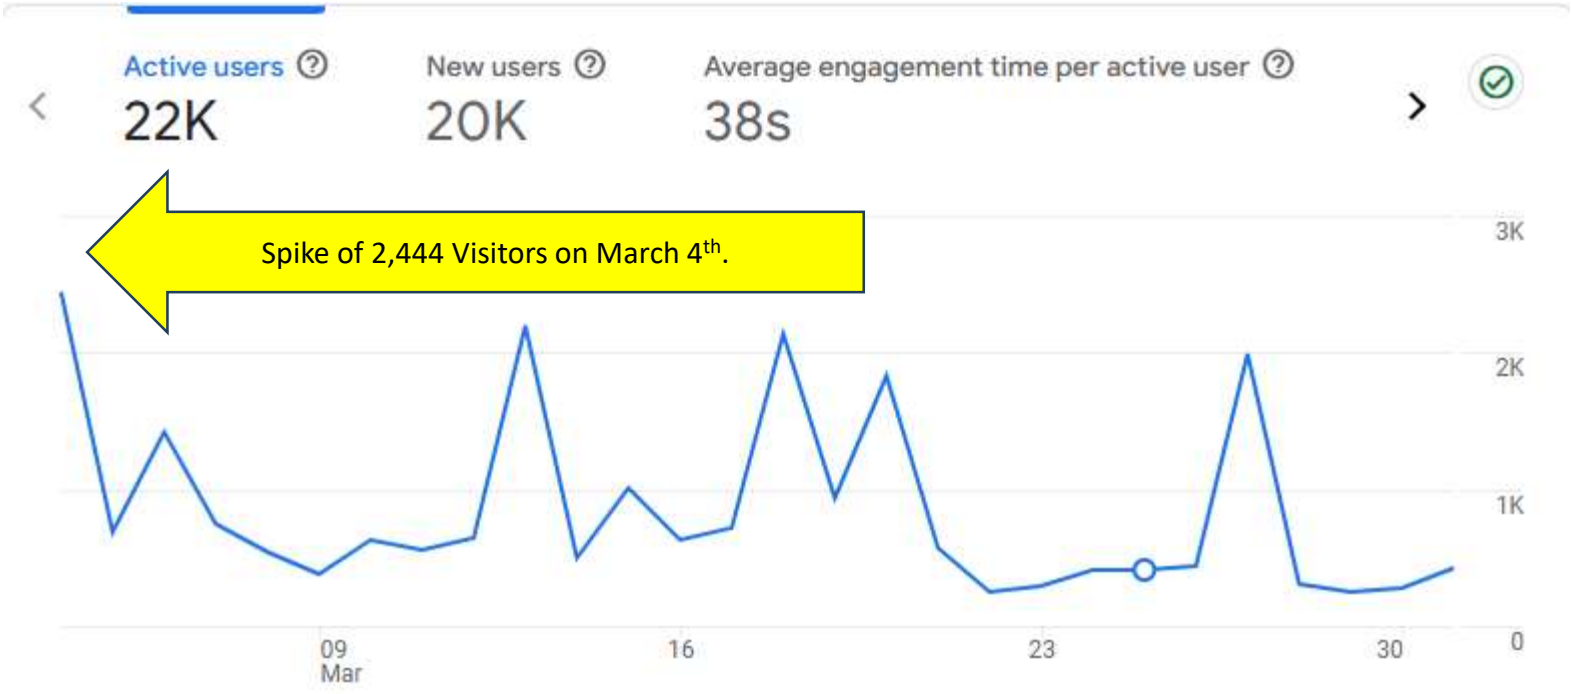 Active users New users Average engagement time per active user
22K 20K 38s
Spike of 2,444 Visitors on March 4th.
3K
2K
1K
0
09 16 23 30
Mar